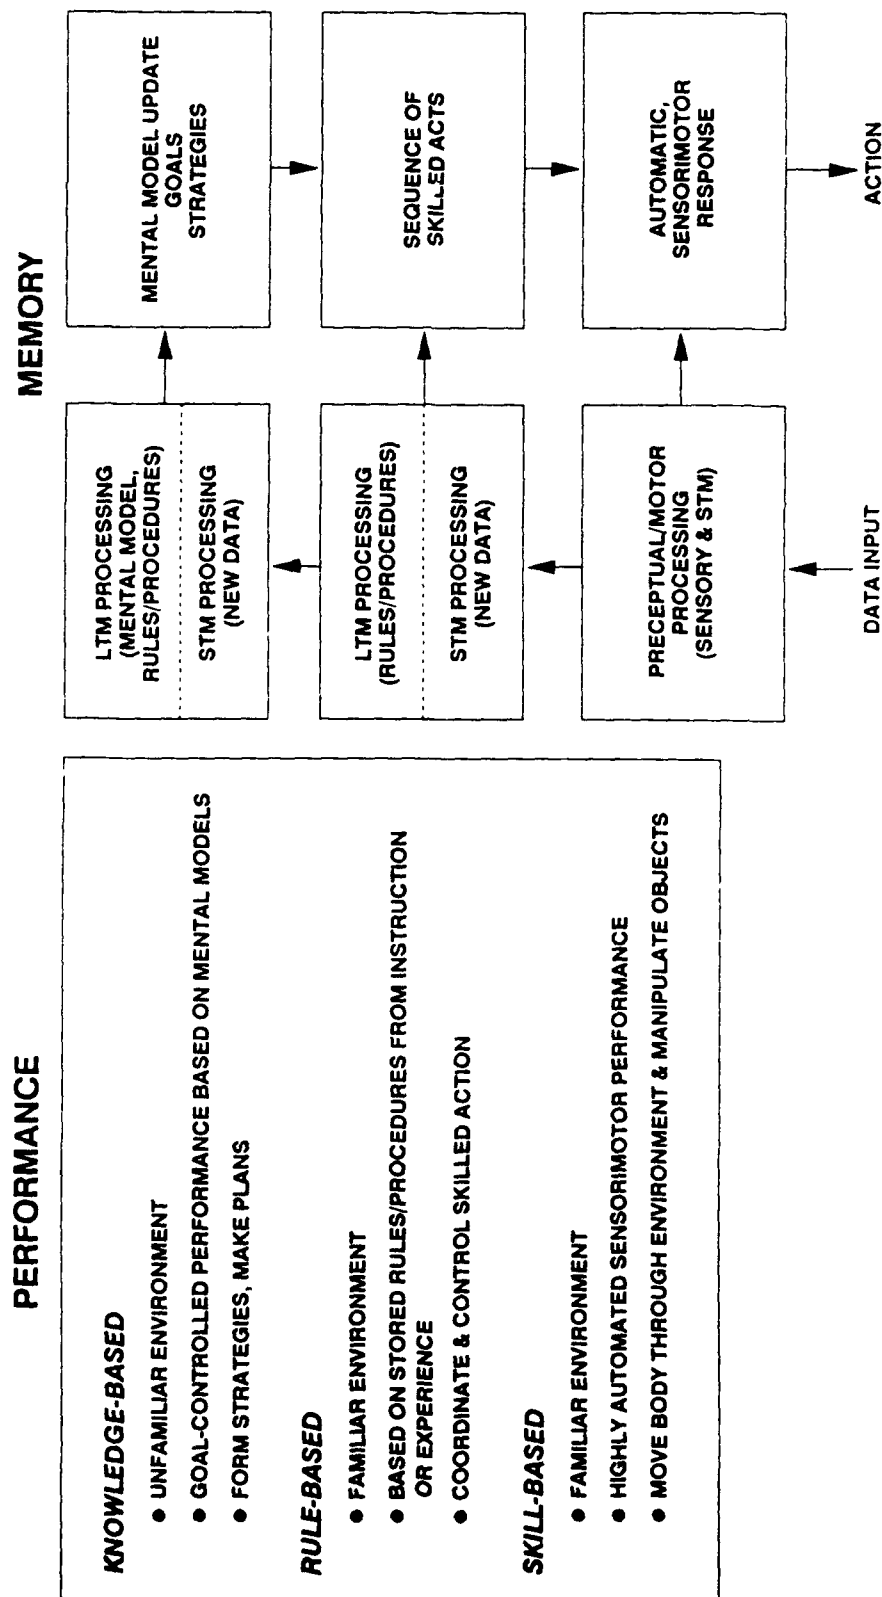 PERFORMANCE
KNOWLEDGE-BASED
● UNFAMILIAR ENVIRONMENT
● GOAL-CONTROLLED PERFORMANCE BASED ON MENTAL MODELS
● FORM STRATEGIES, MAKE PLANS
RULE-BASED
● FAMILIAR ENVIRONMENT
● BASED ON STORED RULES/PROCEDURES FROM INSTRUCTION
OR EXPERIENCE
● COORDINATE & CONTROL SKILLED ACTION
SKILL-BASED
● FAMILIAR ENVIRONMENT
● HIGHLY AUTOMATED SENSORIMOTOR PERFORMANCE
● MOVE BODY THROUGH ENVIRONMENT & MANIPULATE OBJECTS
MEMORY
LTM PROCESSING
(MENTAL MODEL,
RULES/PROCEDURES)
STM PROCESSING
(NEW DATA)
MENTAL MODEL UPDATE
GOALS
STRATEGIES
LTM PROCESSING
(RULES/PROCEDURES)
STM PROCESSING
(NEW DATA)
SEQUENCE OF
SKILLED ACTS
PRECEPTUAL/MOTOR
PROCESSING
(SENSORY & STM)
AUTOMATIC,
SENSORIMOTOR
RESPONSE
DATA INPUT
ACTION